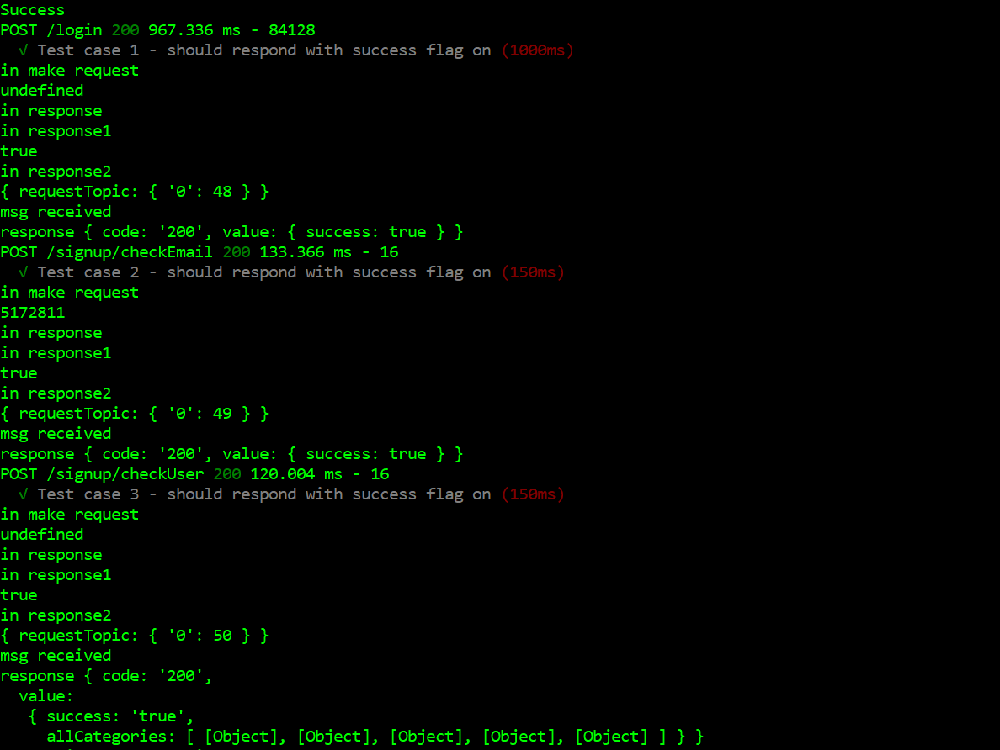 Success
POST /login 200 967.336 ms - 84128
√ Test case 1 - should respond with success flag on (1000ms)
in make request
undefined
in response
in response1
true
in response2
{ requestTopic: { '0': 48 } }
msg received
response { code: '200', value: { success: true } }
POST /signup/checkEmail 200 133.366 ms - 16
√ Test case 2 - should respond with success flag on (150ms)
in make request
5172811
in response
in response1
true
in response2
{ requestTopic: { '0': 49 } }
msg received
response { code: '200', value: { success: true } }
POST /signup/checkUser 200 120.004 ms - 16
√ Test case 3 - should respond with success flag on (150ms)
in make request
undefined
in response
in response1
true
in response2
{ requestTopic: { '0': 50 } }
msg received
response { code: '200',
value:
{ success: 'true',
allCategories: [ [Object], [Object], [Object], [Object], [Object] ] } }